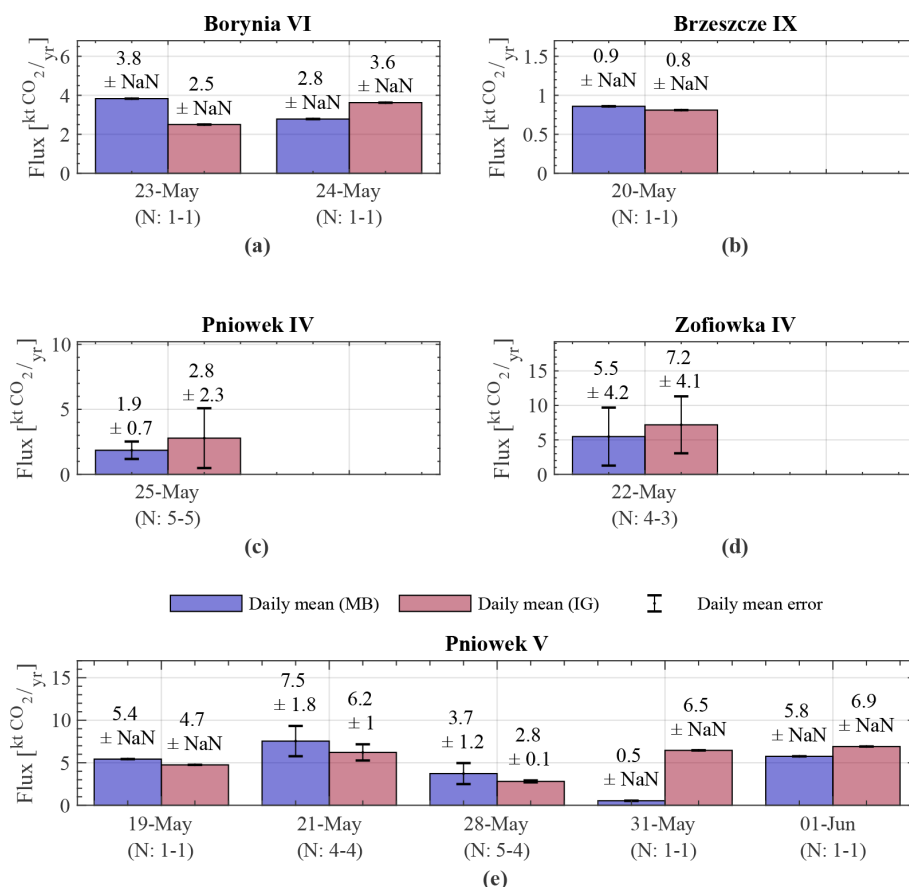 Borynia VI
Flux [kt CO2/yr]
6
4
2
0
3.8
± NaN
2.5
± NaN
2.8
± NaN
3.6
± NaN
23-May
(N: 1-1)
24-May
(N: 1-1)
(a)
Brzeszcze IX
Flux [kt CO2/yr]
1.5
1
0.5
0
0.9
± NaN
0.8
± NaN
20-May
(N: 1-1)
(b)
Pniowek IV
Flux [kt CO2/yr]
10
5
0
1.9
± 0.7
2.8
± 2.3
25-May
(N: 5-5)
(c)
Zofiowka IV
Flux [kt CO2/yr]
15
10
5
0
5.5
± 4.2
7.2
± 4.1
22-May
(N: 4-3)
(d)
Daily mean (MB) Daily mean (IG) Daily mean error
Pniowek V
Flux [kt CO2/yr]
15
10
5
0
5.4
± NaN
4.7
± NaN
7.5
± 1.8
6.2
± 1
3.7
± 1.2
2.8
± 0.1
0.5
± NaN
6.5
± NaN
5.8
± NaN
6.9
± NaN
19-May
(N: 1-1)
21-May
(N: 4-4)
28-May
(N: 5-4)
31-May
(N: 1-1)
01-Jun
(N: 1-1)
(e)